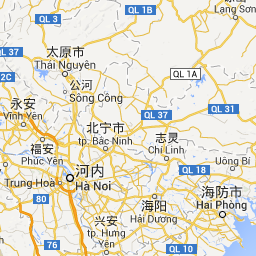 QL 1B
Lạng Sơn
QL 37
太原市
Thái Nguyên
2C
QL 1A
公河
Sông Công
永安
Vĩnh Yên
QL 37
QL 31
北宁市
tp. Bắc Ninh
志灵
Chí Linh
福安
Phúc Yên
Uông Bí
QL 18
Trung Hoà
河内
Hà Noi
80
海阳
Hải Dương
海防市
Hai Phòng
兴安
tp. Hưng Yên
76
QL 10